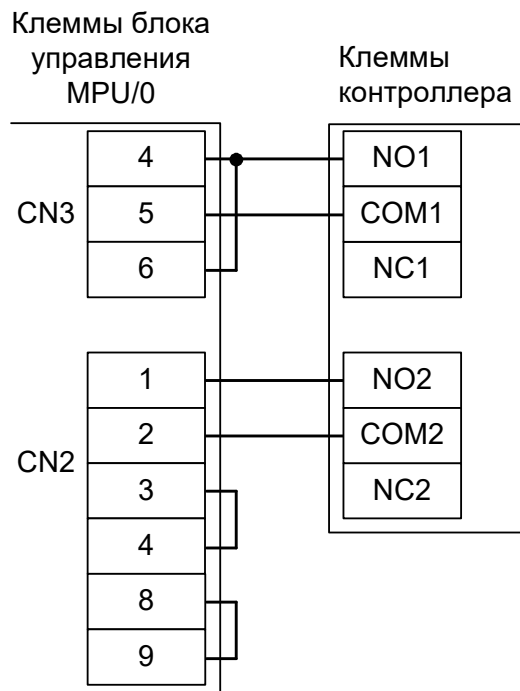 Клеммы блока
управления
MPU/0
Клеммы
контроллера
CN3
4
5
6
NO1
COM1
NC1
CN2
1
2
3
4
8
9
NO2
COM2
NC2